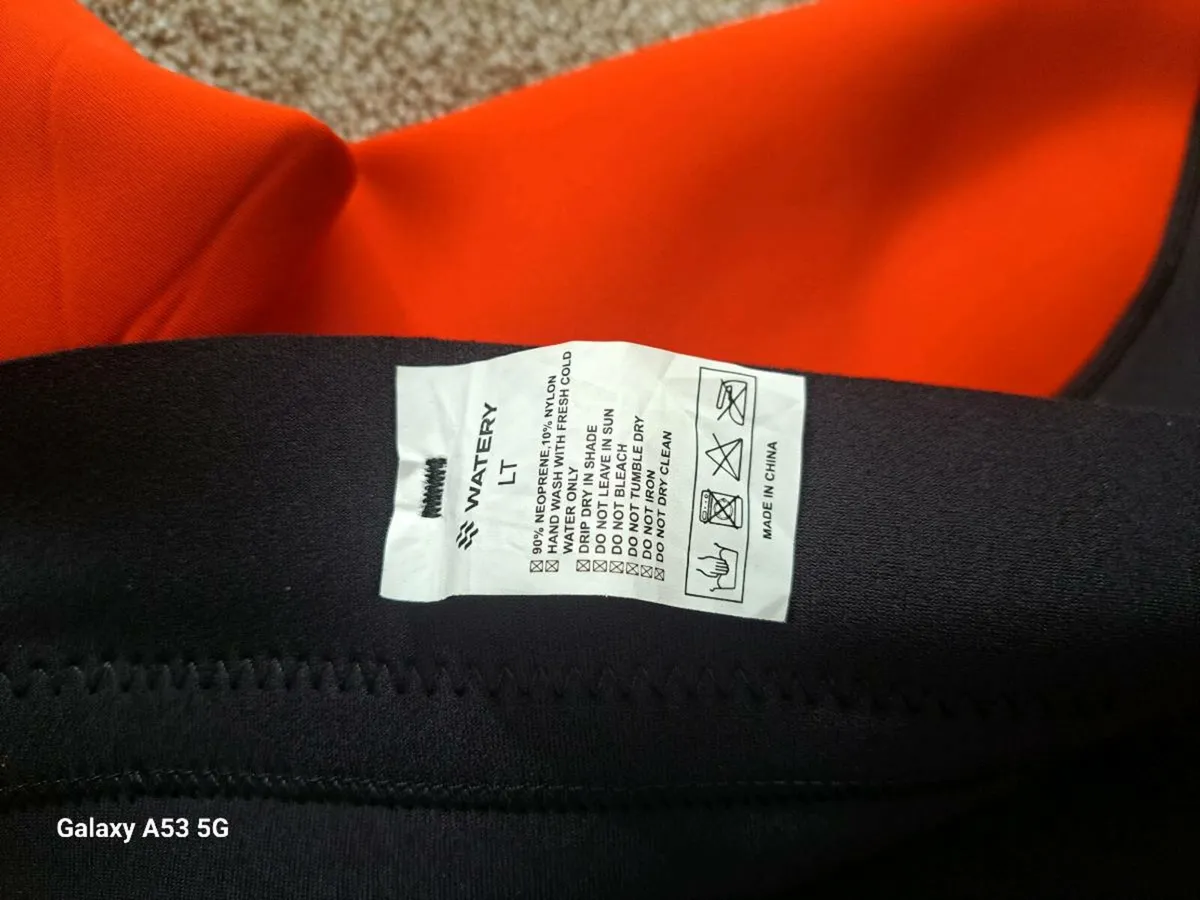 WATERY
LT
☒ 90% NEOPRENE,10% NYLON
☒ HAND WASH WITH FRESH COLD
WATER ONLY
☒ DRIP DRY IN SHADE
☒ DO NOT LEAVE IN SUN
☒ DO NOT BLEACH
☒ DO NOT TUMBLE DRY
☒ DO NOT IRON
☒ DO NOT DRY CLEAN
MADE IN CHINA
Galaxy A53 5G